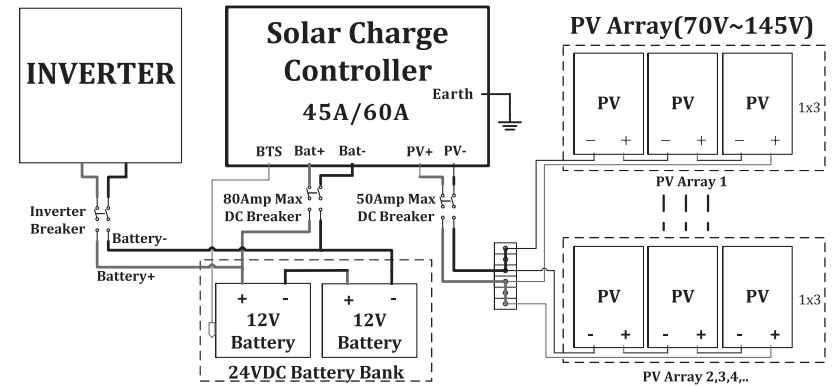 INVERTER
Solar Charge
Controller
45A/60A
Earth
BTS Bat+ Bat- PV+ PV-
PV Array(70V~145V)
PV PV PV
1x3
- + - + - +
PV Array 1
Inverter
Breaker
80Amp Max
DC Breaker
50Amp Max
DC Breaker
Battery-
Battery+
+ - + -
12V
Battery
12V
Battery
24VDC Battery Bank
PV PV PV
1x3
- + - + - +
PV Array 2,3,4,..